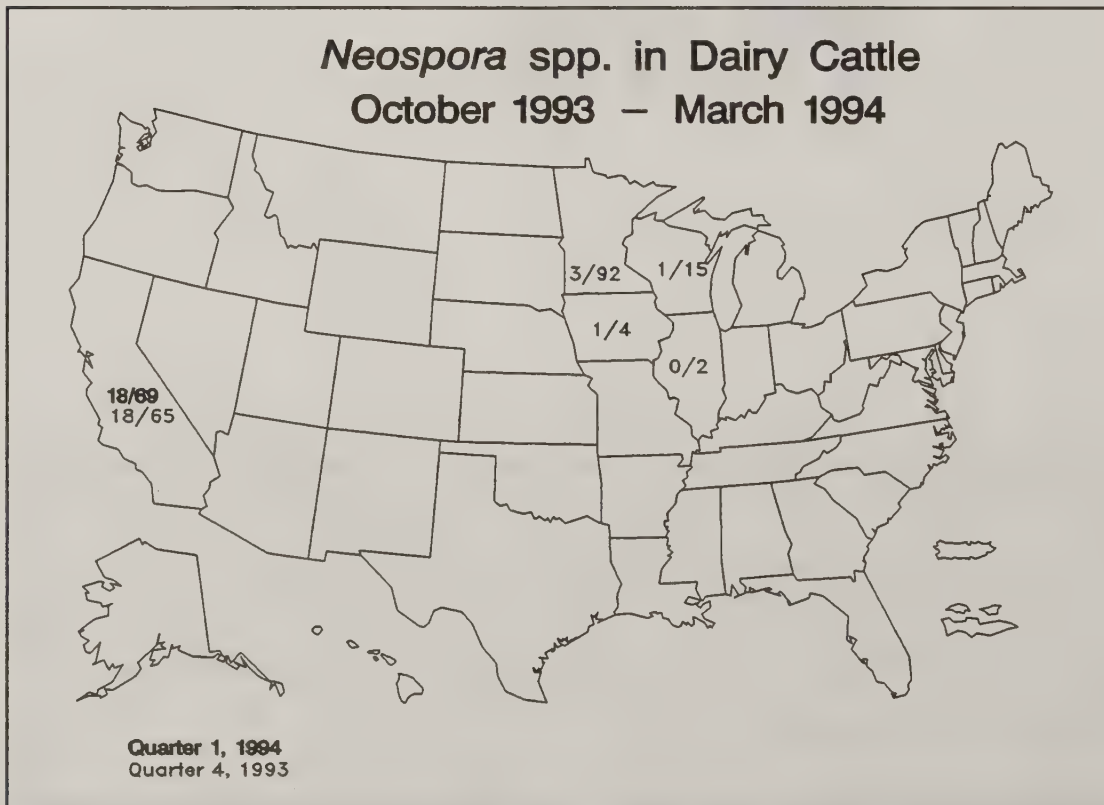 Neospora spp. in Dairy Cattle
October 1993 – March 1994
3/92
1/15
1/4
0/2
18/69
18/65
Quarter 1, 1994
Quarter 4, 1993